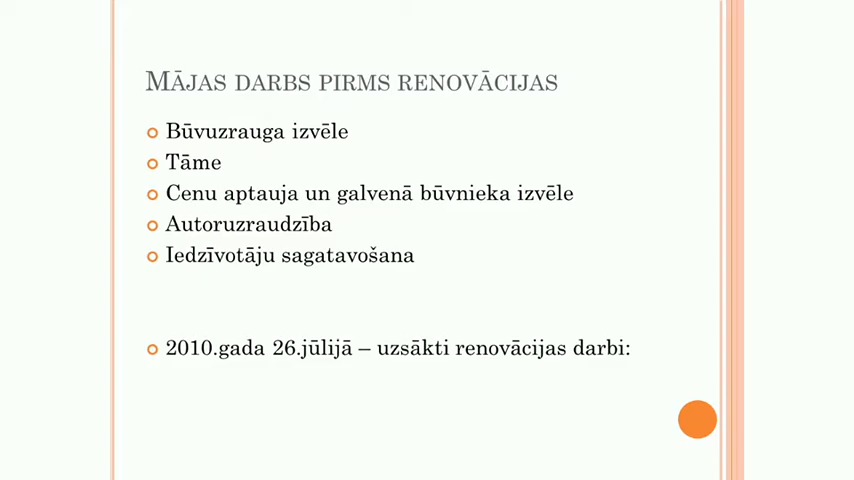 Mājas darbs pirms renovācijas
Būvuzrauga izvēle
Tāme
Cenu aptauja un galvenā būvnieka izvēle
Autoruzraudzība
Iedzīvotāju sagatavošana
2010.gada 26.jūlijā – uzsākti renovācijas darbi: